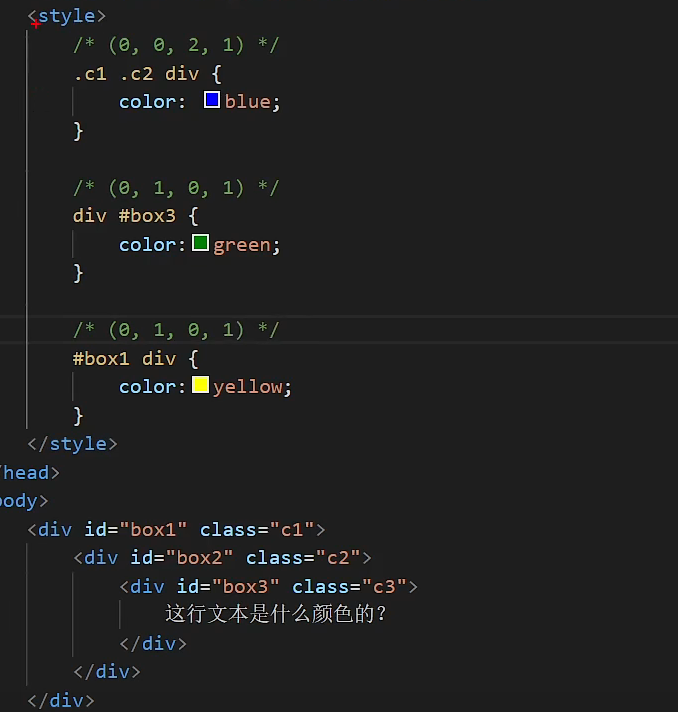 <style>
/* (0, 0, 2, 1) */
.c1 .c2 div {
color: blue;
}
/* (0, 1, 0, 1) */
div #box3 {
color:green;
}
/* (0, 1, 0, 1) */
#box1 div {
color:yellow;
}
</style>
/head>
body>
<div id="box1" class="c1">
<div id="box2" class="c2">
<div id="box3" class="c3">
这行文本是什么颜色的？
</div>
</div>
</div>